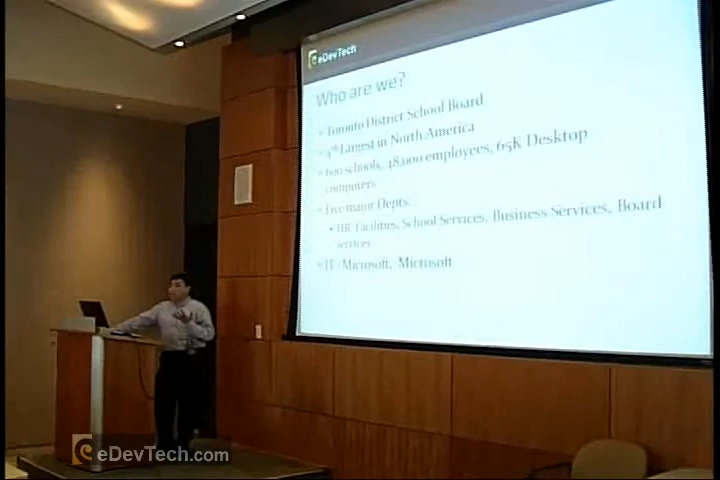 eDevTech
Who are we?
Toronto District School Board
4th Largest in North America
600 schools, 48,000 employees, 65K Desktop
computers
Five major Depts.
HR, Facilities, School Services, Business Services, Board
services
IT: Microsoft, Microsoft
eDevTech.com